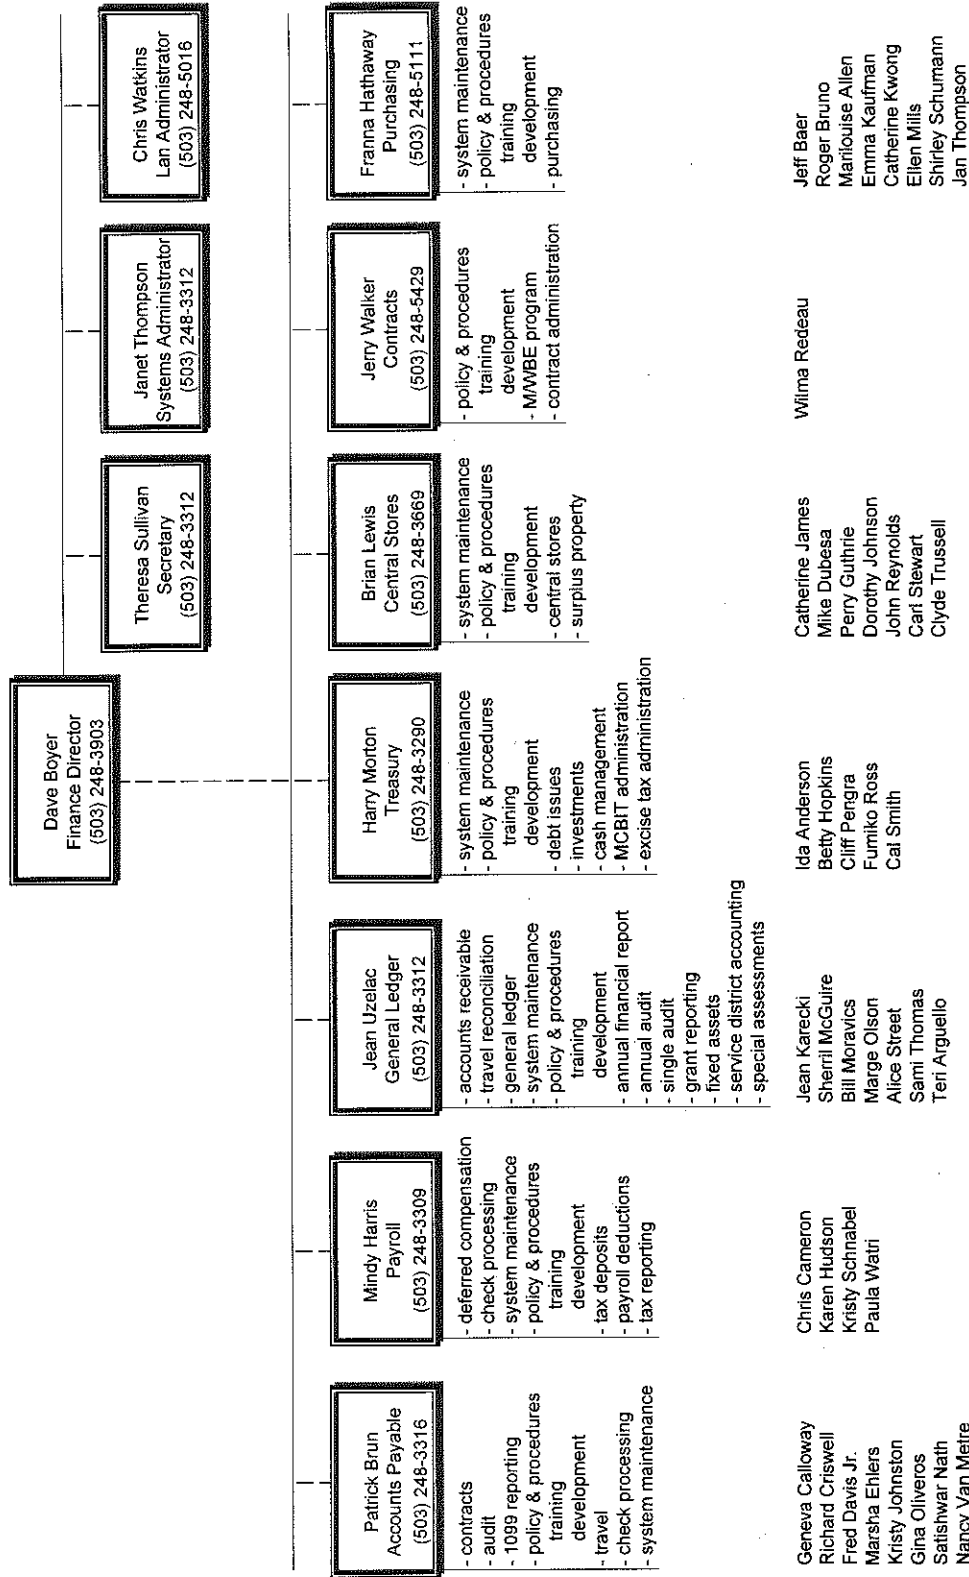 Dave Boyer
Finance Director
(503) 248-3903
Theresa Sullivan
Secretary
(503) 248-3312
Janet Thompson
Systems Administrator
(503) 248-3312
Chris Watkins
Lan Administrator
(503) 248-5016
Patrick Brun
Accounts Payable
(503) 248-3316
- contracts
- audit
- 1099 reporting
- policy & procedures
training
development
- travel
- check processing
- system maintenance
Geneva Calloway
Richard Criswell
Fred Davis Jr.
Marsha Ehlers
Kristy Johnston
Gina Oliveros
Satishwar Nath
Nancy Van Metre
Mindy Harris
Payroll
(503) 248-3309
- deferred compensation
- check processing
- system maintenance
- policy & procedures
training
development
- tax deposits
- payroll deductions
- tax reporting
Chris Cameron
Karen Hudson
Kristy Schnabel
Paula Watri
Jean Uzelac
General Ledger
(503) 248-3312
- accounts receivable
- travel reconciliation
- general ledger
- system maintenance
- policy & procedures
training
development
- annual financial report
- annual audit
- single audit
- grant reporting
- fixed assets
- service district accounting
- special assessments
Jean Karecki
Sherril McGuire
Bill Moravics
Marge Olson
Alice Street
Sami Thomas
Teri Arguello
Harry Morton
Treasury
(503) 248-3290
- system maintenance
- policy & procedures
training
development
- debt issues
- investments
- cash management
- MCBIT administration
- excise tax administration
Ida Anderson
Betty Hopkins
Cliff Pengra
Fumiko Ross
Cal Smith
Brian Lewis
Central Stores
(503) 248-3669
- system maintenance
- policy & procedures
training
development
- central stores
- surplus property
Catherine James
Mike Dubesa
Perry Guthrie
Dorothy Johnson
John Reynolds
Carl Stewart
Clyde Trussell
Jerry Walker
Contracts
(503) 248-5429
- policy & procedures
training
development
- M/WBE program
- contract administration
Wilma Redeau
Franna Hathaway
Purchasing
(503) 248-5111
- system maintenance
- policy & procedures
training
development
- purchasing
Jeff Baer
Roger Bruno
Marilouise Allen
Emma Kaufman
Catherine Kwong
Ellen Mills
Shirley Schumann
Jan Thompson